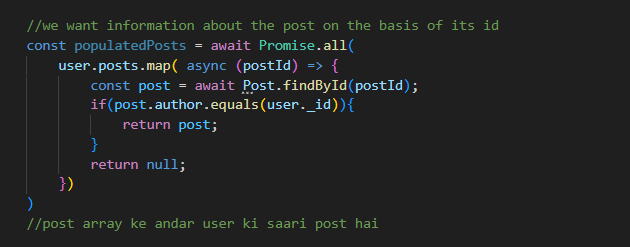 //we want information about the post on the basis of its id
const populatedPosts = await Promise.all(
    user.posts.map( async (postId) => {
        const post = await Post.findById(postId);
        if(post.author.equals(user._id)){
            return post;
        }
        return null;
    })
)
//post array ke andar user ki saari post hai